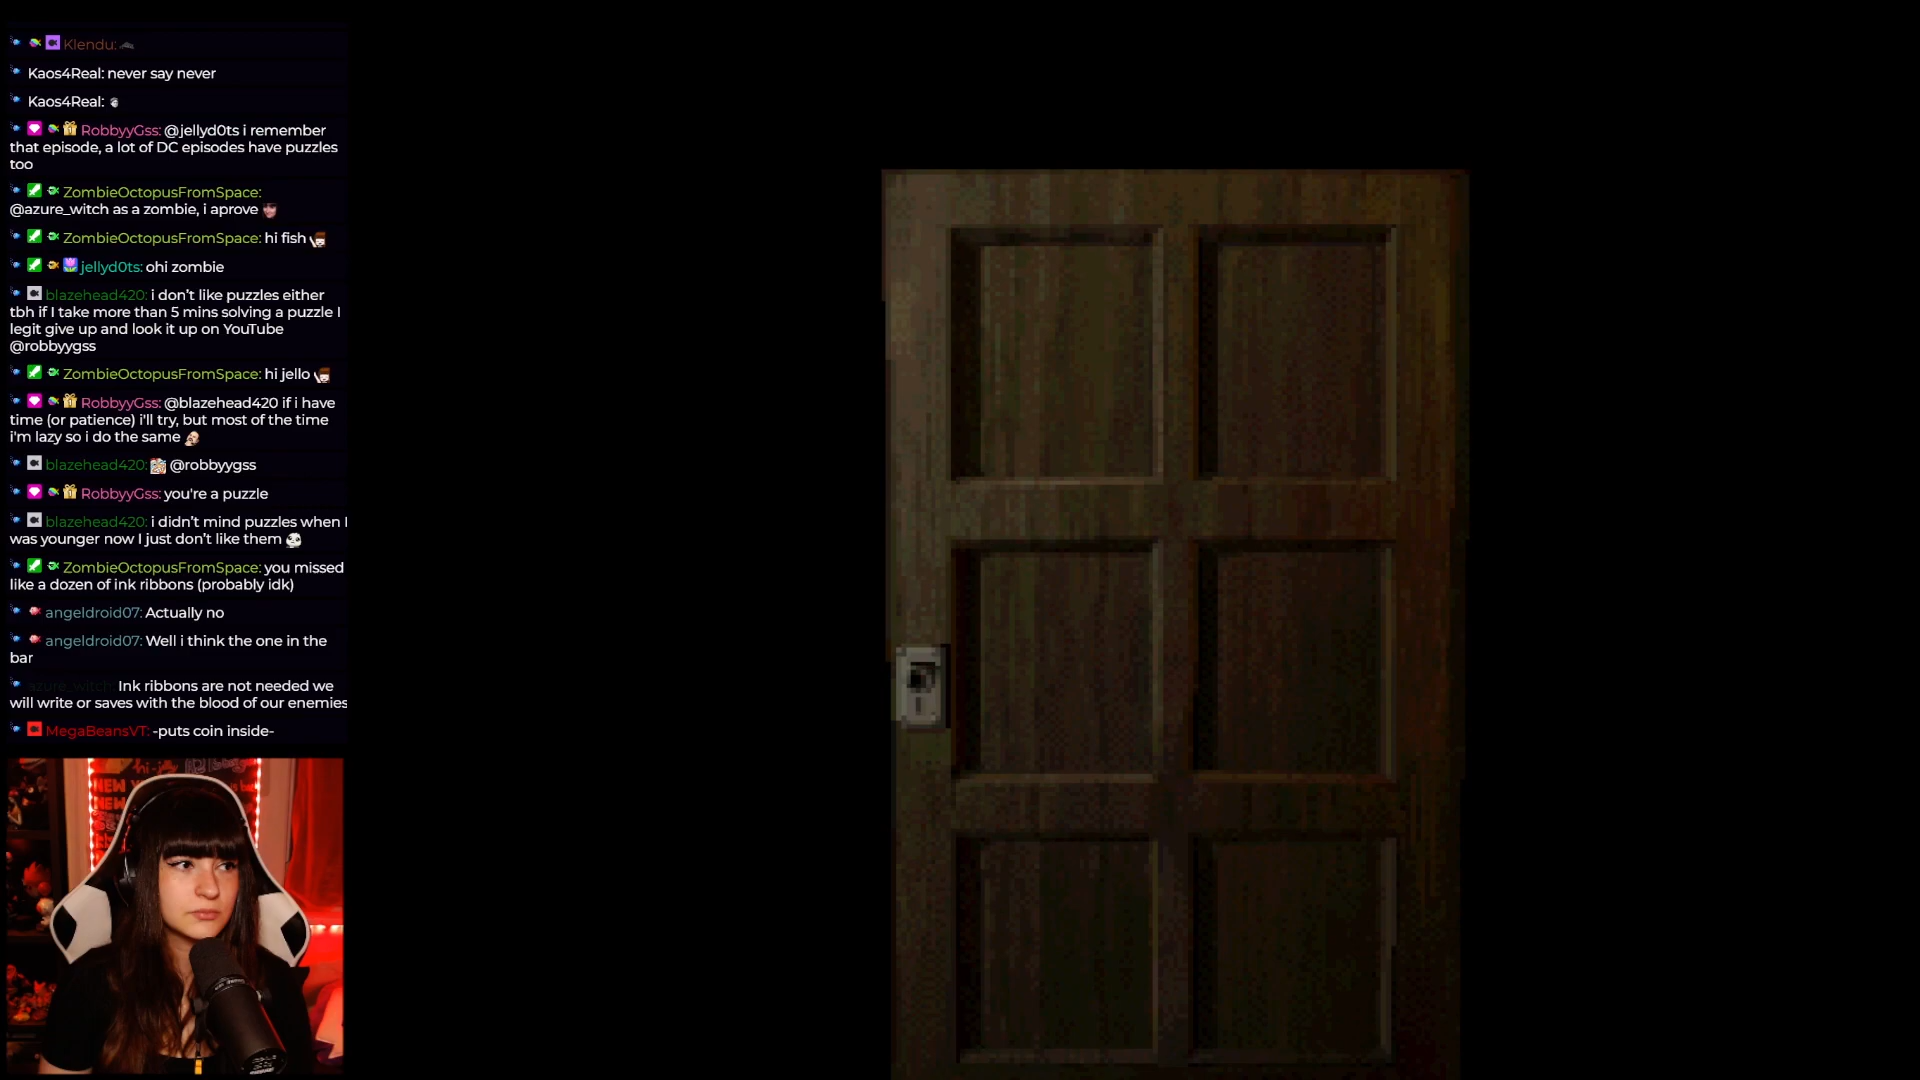 Klendu:
Kaos4Real: never say never
Kaos4Real:
RobbyyGss: @jellyd0ts i remember
that episode, a lot of DC episodes have puzzles
too
ZombieOctopusFromSpace:
@azure_witch as a zombie, i aprove
ZombieOctopusFromSpace: hi fish
jellyd0ts: ohi zombie
blazehead420: i don't like puzzles either
tbh if I take more than 5 mins solving a puzzle I
legit give up and look it up on YouTube
@robbyygss
ZombieOctopusFromSpace: hi jello
RobbyyGss: @blazehead420 if i have
time (or patience) i'll try, but most of the time
i'm lazy so i do the same
blazehead420: @robbyygss
RobbyyGss: you're a puzzle
blazehead420: i didn't mind puzzles when I
was younger now I just don't like them
ZombieOctopusFromSpace: you missed
like a dozen of ink ribbons (probably idk)
angeldroid07: Actually no
angeldroid07: Well i think the one in the
bar
azure_witch: Ink ribbons are not needed we
will write or saves with the blood of our enemies
MegaBeansVT: -puts coin inside-
NEW
NEW